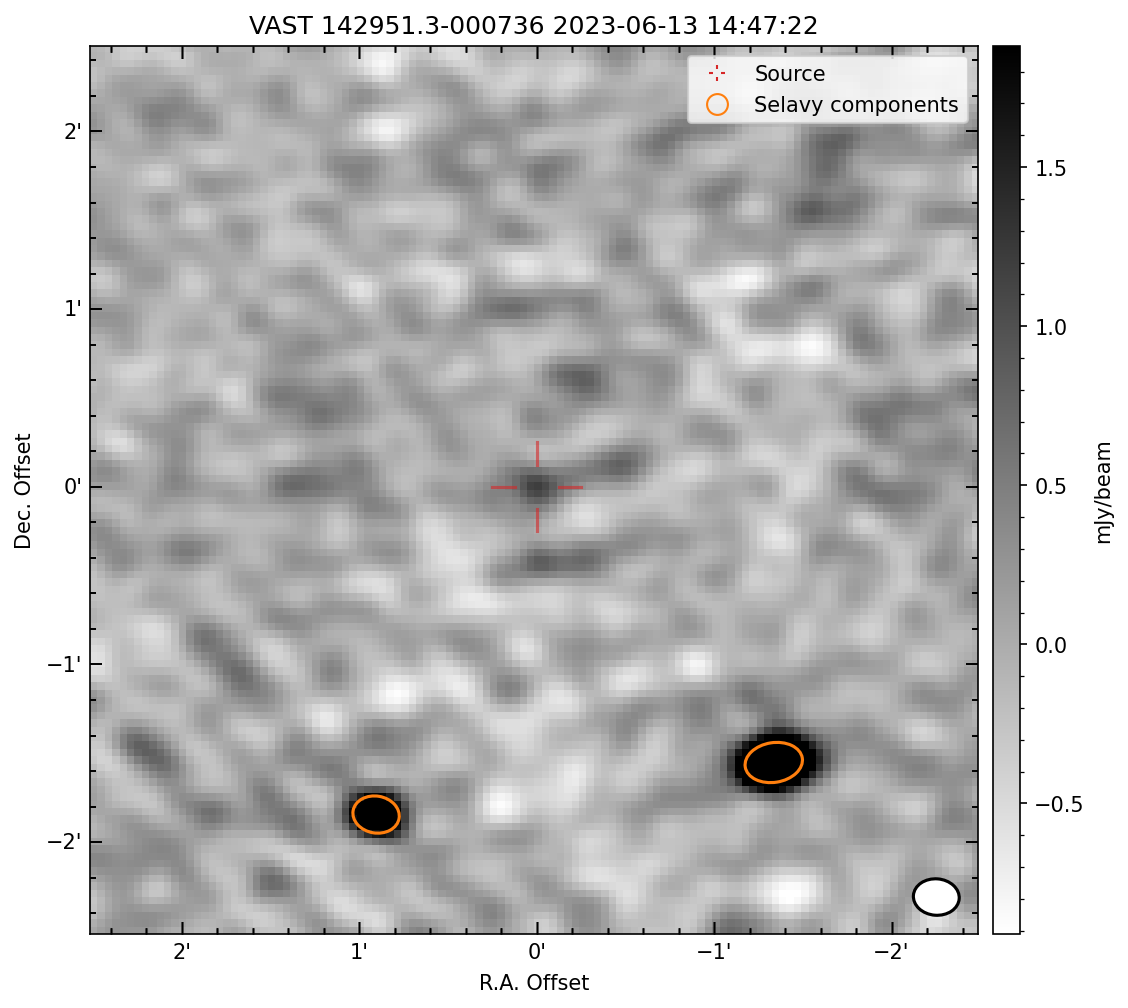 VAST 142951.3-000736 2023-06-13 14:47:22
Source
Selavy components
2'
1'
0'
−1'
−2'
Dec. Offset
2'
1'
0'
−1'
−2'
R.A. Offset
1.5
1.0
0.5
0.0
−0.5
mJy/beam